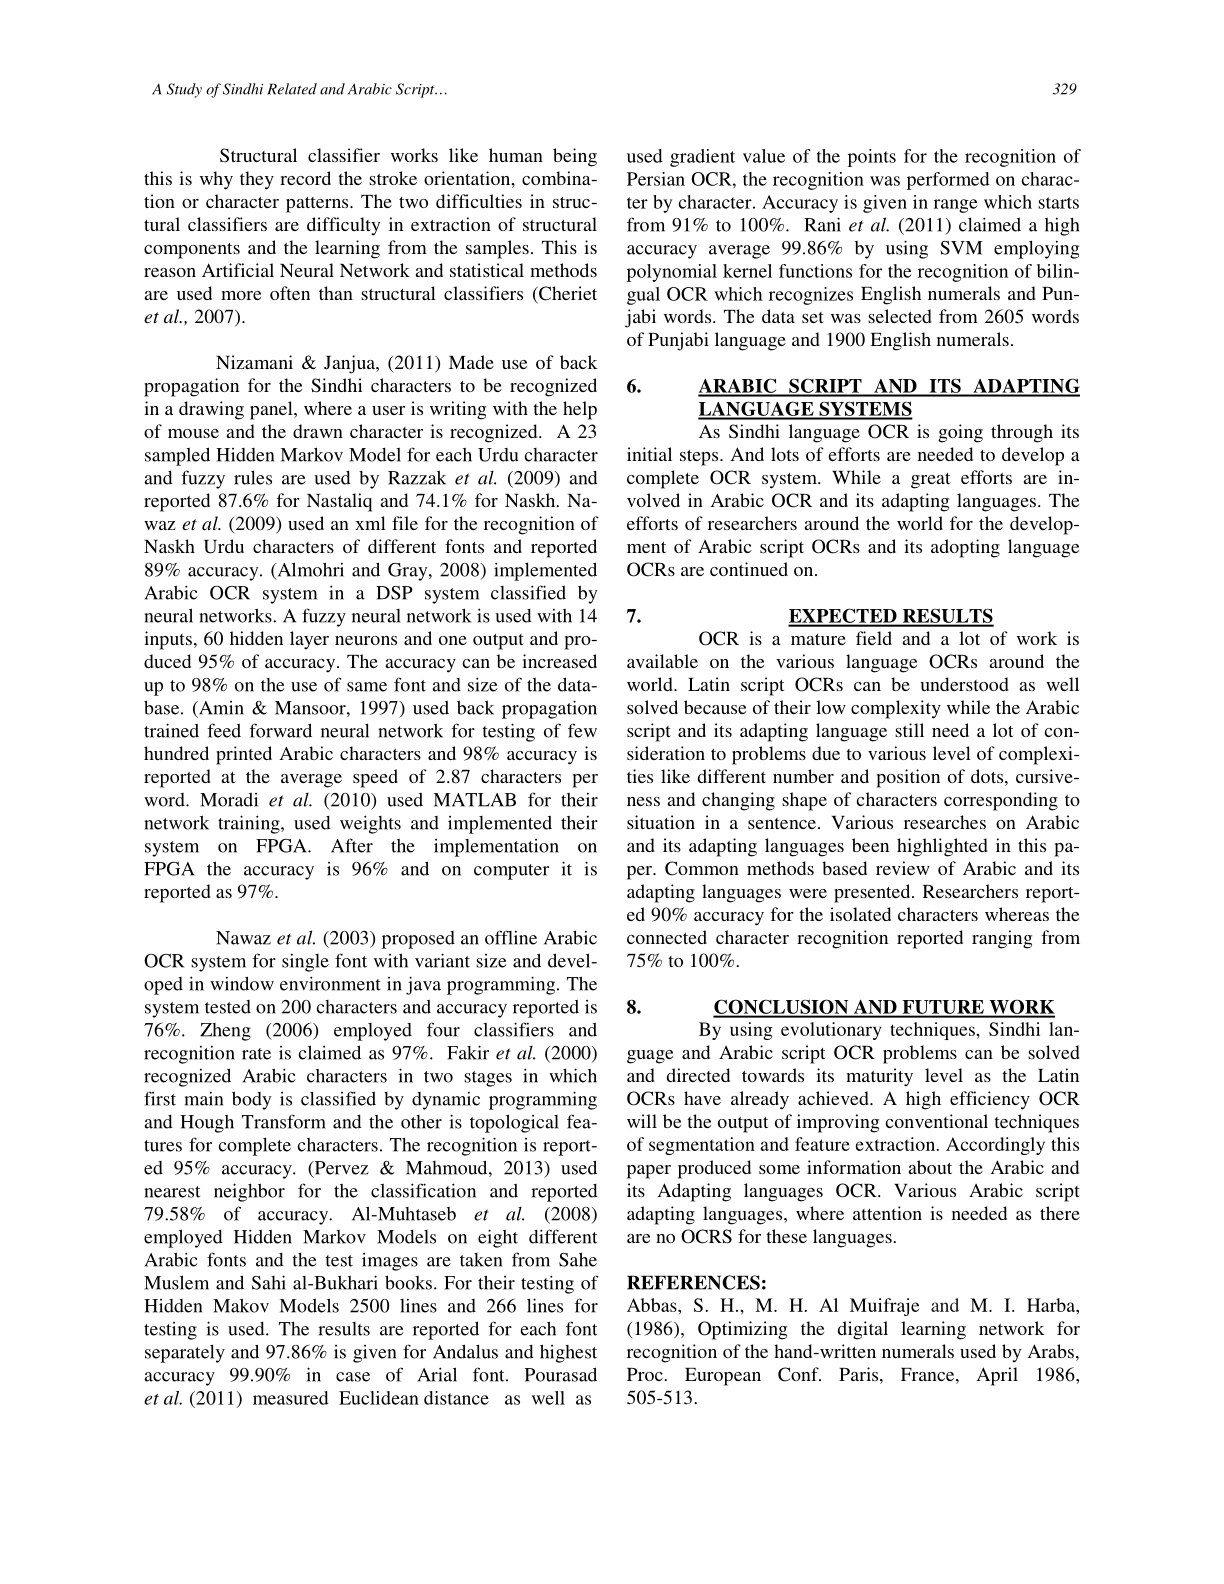 A Study of Sindhi Related and Arabic Script… 329
Structural classifier works like human being
this is why they record the stroke orientation, combina-
tion or character patterns. The two difficulties in struc-
tural classifiers are difficulty in extraction of structural
components and the learning from the samples. This is
reason Artificial Neural Network and statistical methods
are used more often than structural classifiers (Cheriet
et al., 2007).
Nizamani & Janjua, (2011) Made use of back
propagation for the Sindhi characters to be recognized
in a drawing panel, where a user is writing with the help
of mouse and the drawn character is recognized. A 23
sampled Hidden Markov Model for each Urdu character
and fuzzy rules are used by Razzak et al. (2009) and
reported 87.6% for Nastaliq and 74.1% for Naskh. Na-
waz et al. (2009) used an xml file for the recognition of
Naskh Urdu characters of different fonts and reported
89% accuracy. (Almohri and Gray, 2008) implemented
Arabic OCR system in a DSP system classified by
neural networks. A fuzzy neural network is used with 14
inputs, 60 hidden layer neurons and one output and pro-
duced 95% of accuracy. The accuracy can be increased
up to 98% on the use of same font and size of the data-
base. (Amin & Mansoor, 1997) used back propagation
trained feed forward neural network for testing of few
hundred printed Arabic characters and 98% accuracy is
reported at the average speed of 2.87 characters per
word. Moradi et al. (2010) used MATLAB for their
network training, used weights and implemented their
system on FPGA. After the implementation on
FPGA the accuracy is 96% and on computer it is
reported as 97%.
Nawaz et al. (2003) proposed an offline Arabic
OCR system for single font with variant size and devel-
oped in window environment in java programming. The
system tested on 200 characters and accuracy reported is
76%. Zheng (2006) employed four classifiers and
recognition rate is claimed as 97%. Fakir et al. (2000)
recognized Arabic characters in two stages in which
first main body is classified by dynamic programming
and Hough Transform and the other is topological fea-
tures for complete characters. The recognition is report-
ed 95% accuracy. (Pervez & Mahmoud, 2013) used
nearest neighbor for the classification and reported
79.58% of accuracy. Al-Muhtaseb et al. (2008)
employed Hidden Markov Models on eight different
Arabic fonts and the test images are taken from Sahe
Muslem and Sahi al-Bukhari books. For their testing of
Hidden Makov Models 2500 lines and 266 lines for
testing is used. The results are reported for each font
separately and 97.86% is given for Andalus and highest
accuracy 99.90% in case of Arial font. Pourasad
et al. (2011) measured Euclidean distance as well as
used gradient value of the points for the recognition of
Persian OCR, the recognition was performed on charac-
ter by character. Accuracy is given in range which starts
from 91% to 100%. Rani et al. (2011) claimed a high
accuracy average 99.86% by using SVM employing
polynomial kernel functions for the recognition of bilin-
gual OCR which recognizes English numerals and Pun-
jabi words. The data set was selected from 2605 words
of Punjabi language and 1900 English numerals.
6. ARABIC SCRIPT AND ITS ADAPTING
LANGUAGE SYSTEMS
As Sindhi language OCR is going through its
initial steps. And lots of efforts are needed to develop a
complete OCR system. While a great efforts are in-
volved in Arabic OCR and its adapting languages. The
efforts of researchers around the world for the develop-
ment of Arabic script OCRs and its adopting language
OCRs are continued on.
7. EXPECTED RESULTS
OCR is a mature field and a lot of work is
available on the various language OCRs around the
world. Latin script OCRs can be understood as well
solved because of their low complexity while the Arabic
script and its adapting language still need a lot of con-
sideration to problems due to various level of complexi-
ties like different number and position of dots, cursive-
ness and changing shape of characters corresponding to
situation in a sentence. Various researches on Arabic
and its adapting languages been highlighted in this pa-
per. Common methods based review of Arabic and its
adapting languages were presented. Researchers report-
ed 90% accuracy for the isolated characters whereas the
connected character recognition reported ranging from
75% to 100%.
8. CONCLUSION AND FUTURE WORK
By using evolutionary techniques, Sindhi lan-
guage and Arabic script OCR problems can be solved
and directed towards its maturity level as the Latin
OCRs have already achieved. A high efficiency OCR
will be the output of improving conventional techniques
of segmentation and feature extraction. Accordingly this
paper produced some information about the Arabic and
its Adapting languages OCR. Various Arabic script
adapting languages, where attention is needed as there
are no OCRS for these languages.
REFERENCES:
Abbas, S. H., M. H. Al Muifraje and M. I. Harba,
(1986), Optimizing the digital learning network for
recognition of the hand-written numerals used by Arabs,
Proc. European Conf. Paris, France, April 1986,
505-513.